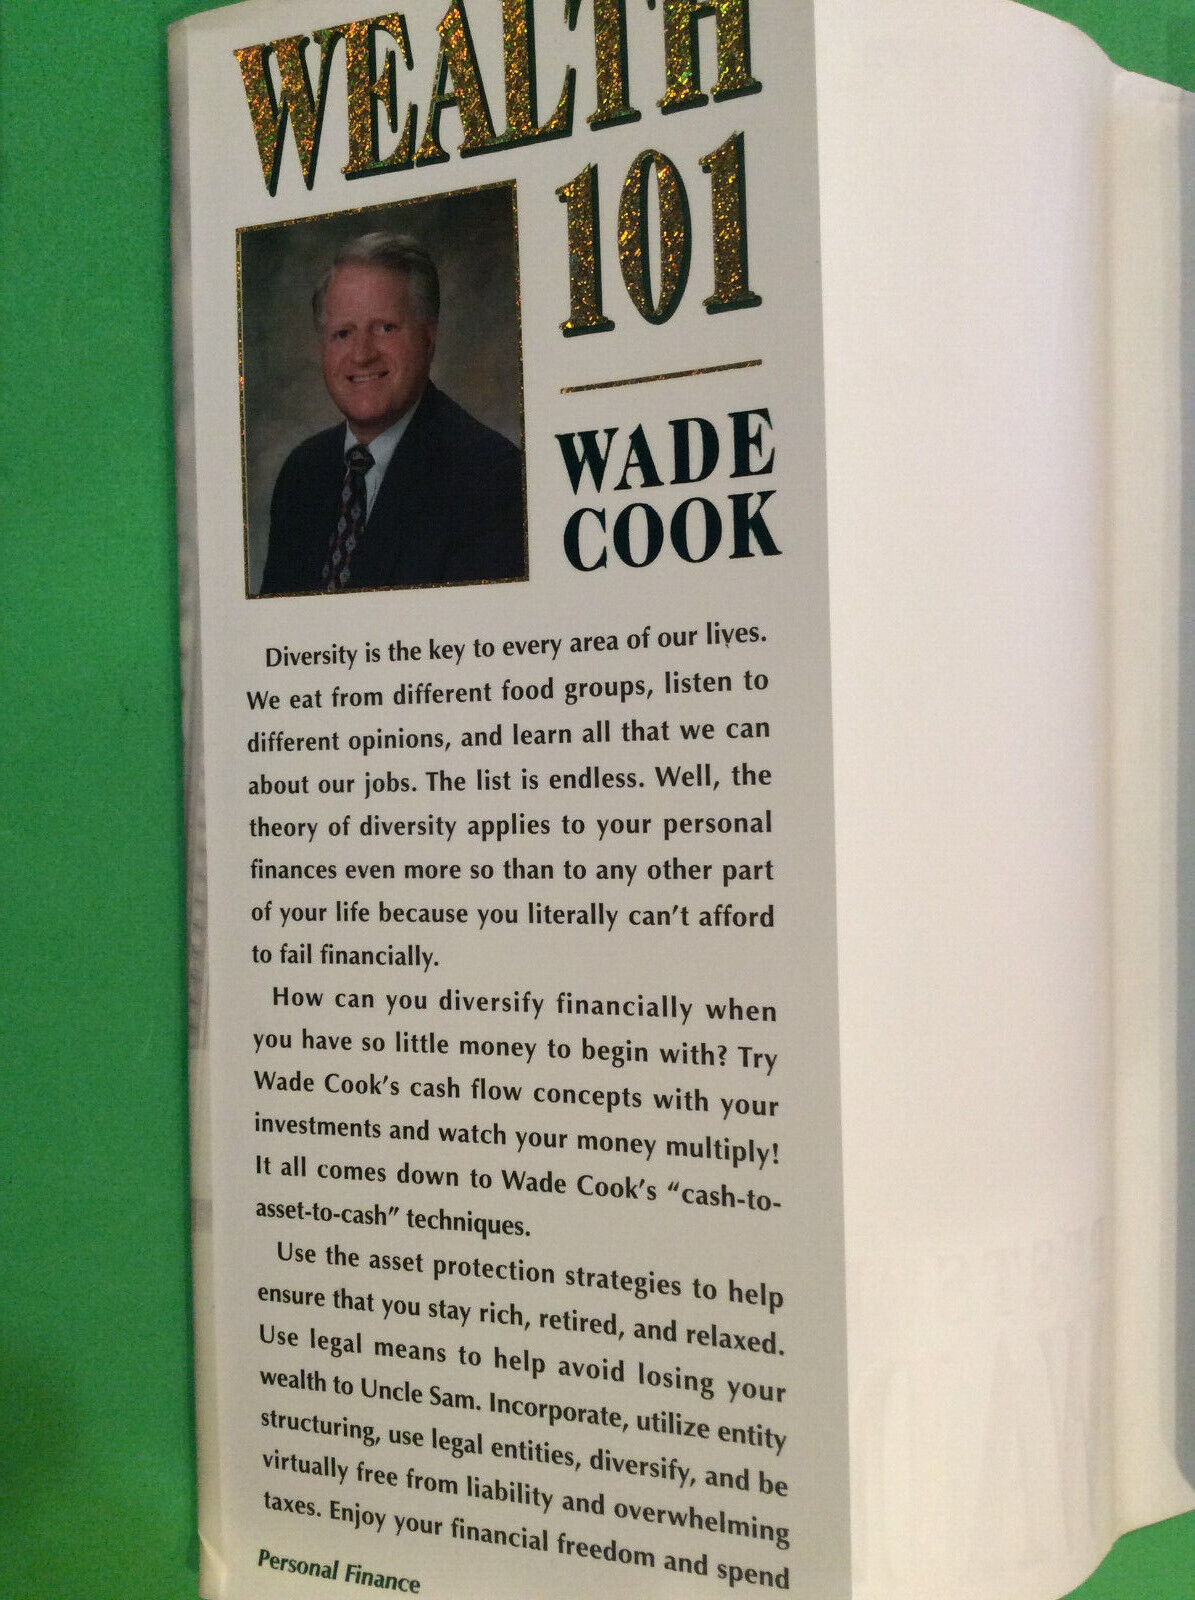 WEALTH
101
WADE
COOK
Diversity is the key to every area of our lives.
We eat from different food groups, listen to
different opinions, and learn all that we can
about our jobs. The list is endless. Well, the
theory of diversity applies to your personal
finances even more so than to any other part
of your life because you literally can't afford
to fail financially.
How can you diversify financially when
you have so little money to begin with? Try
Wade Cook's cash flow concepts with your
investments and watch your money multiply!
It all comes down to Wade Cook's "cash-to-
asset-to-cash" techniques.
Use the asset protection strategies to help
ensure that you stay rich, retired, and relaxed.
Use legal means to help avoid losing your
wealth to Uncle Sam. Incorporate, utilize entity
structuring, use legal entities, diversify, and be
virtually free from liability and overwhelming
taxes. Enjoy your financial freedom and spend
Personal Finance